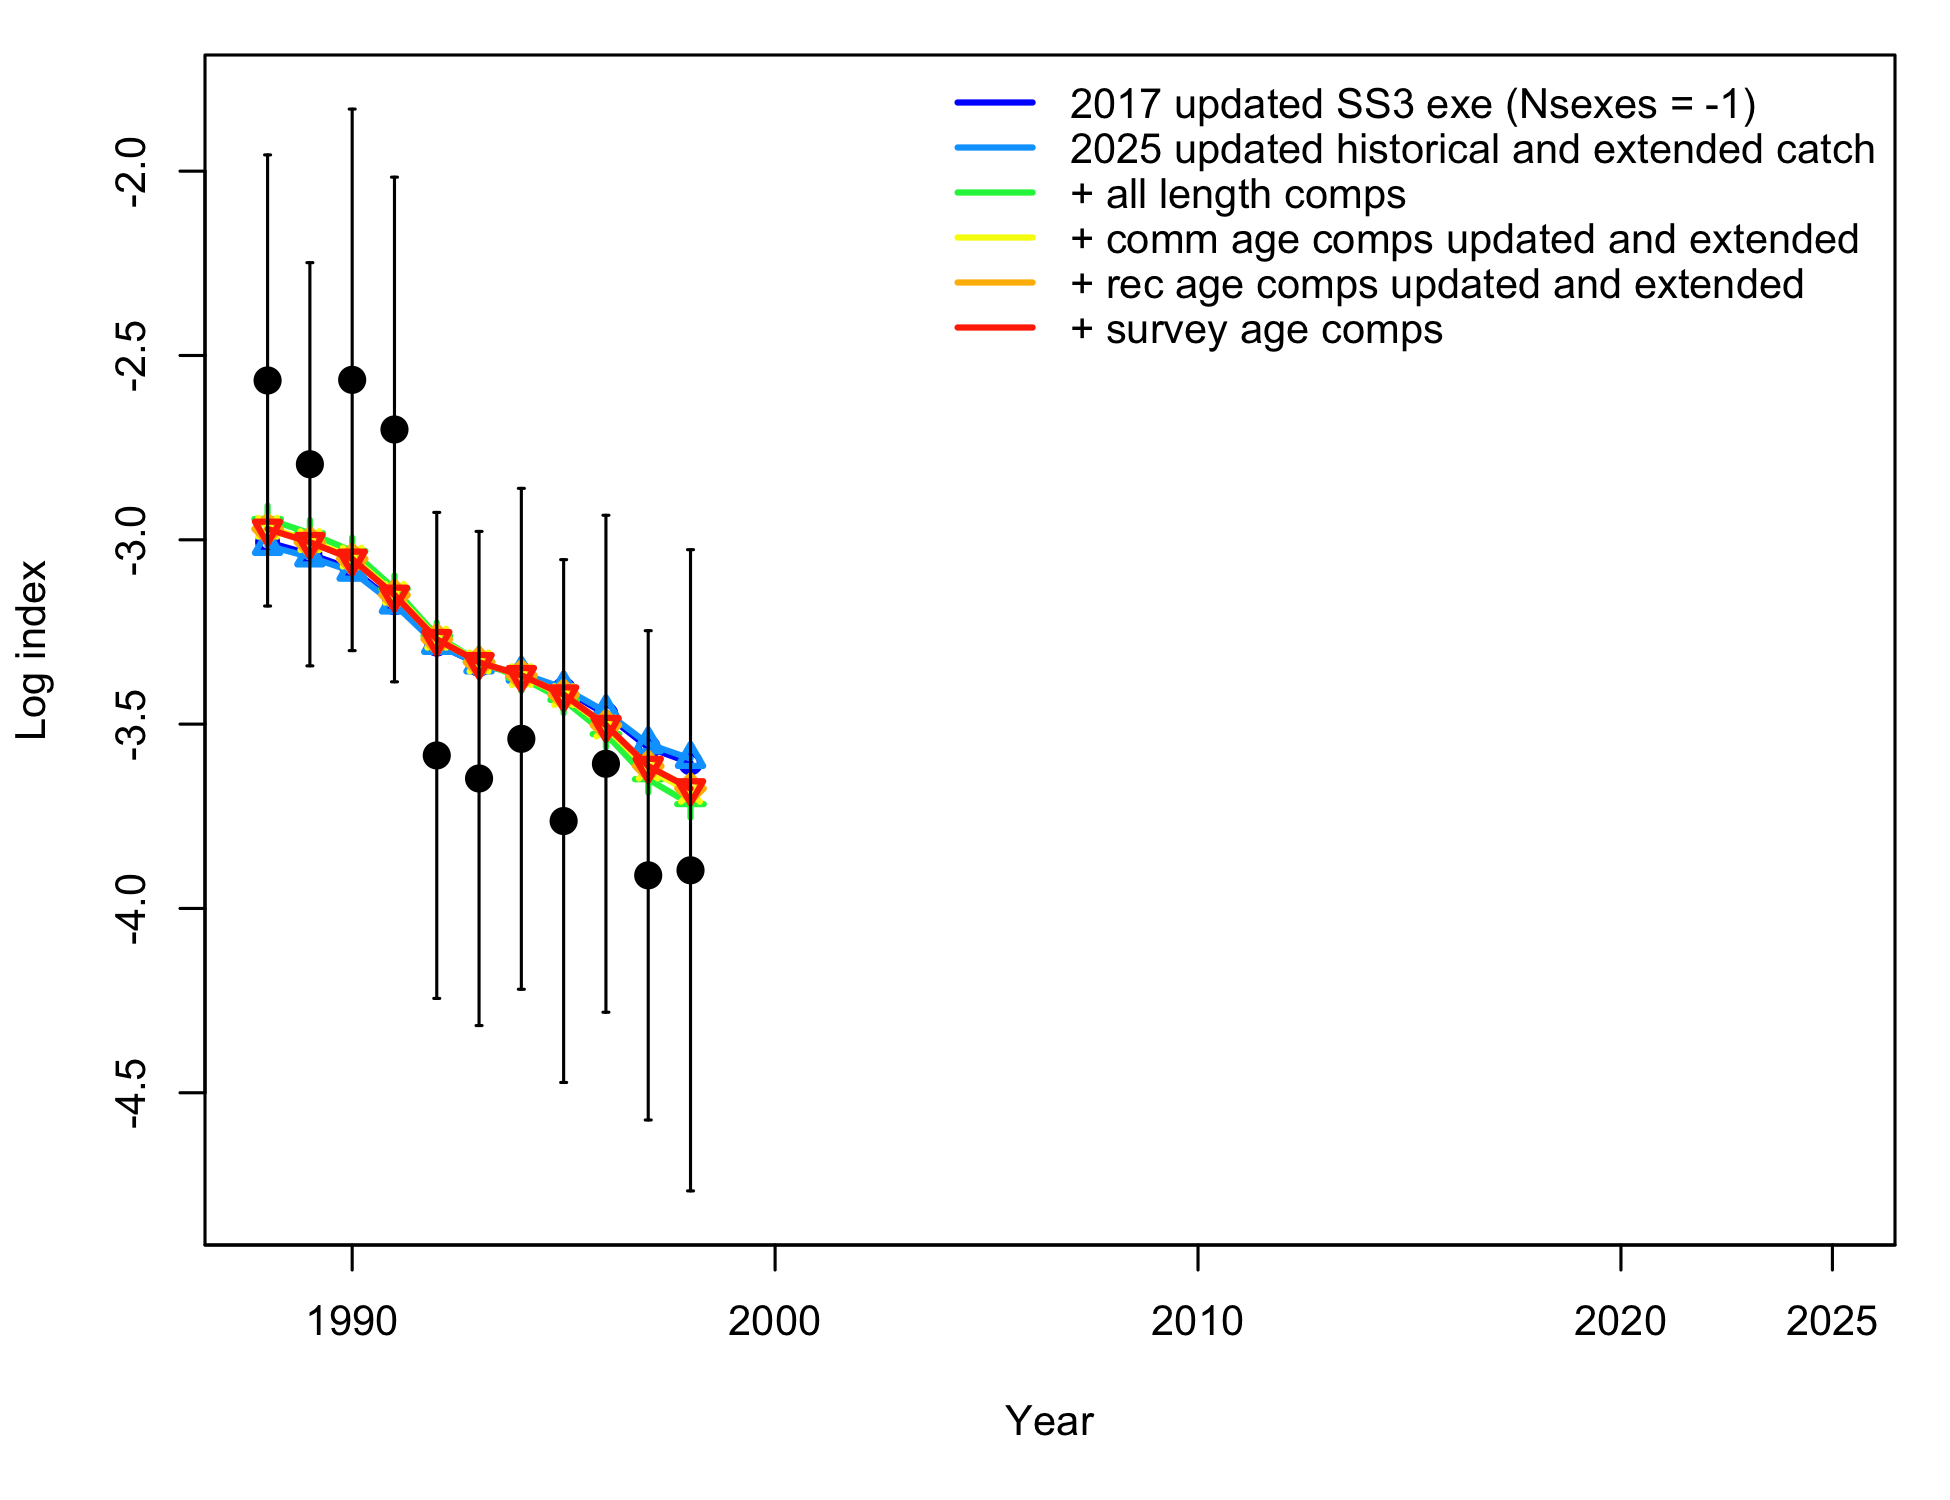 2017 updated SS3 exe (Nsexes = -1)
2025 updated historical and extended catch
+ all length comps
+ comm age comps updated and extended
+ rec age comps updated and extended
+ survey age comps
-2.0
-2.5
-3.0
-3.5
-4.0
-4.5
Log index
1990 2000 2010 2020 2025
Year